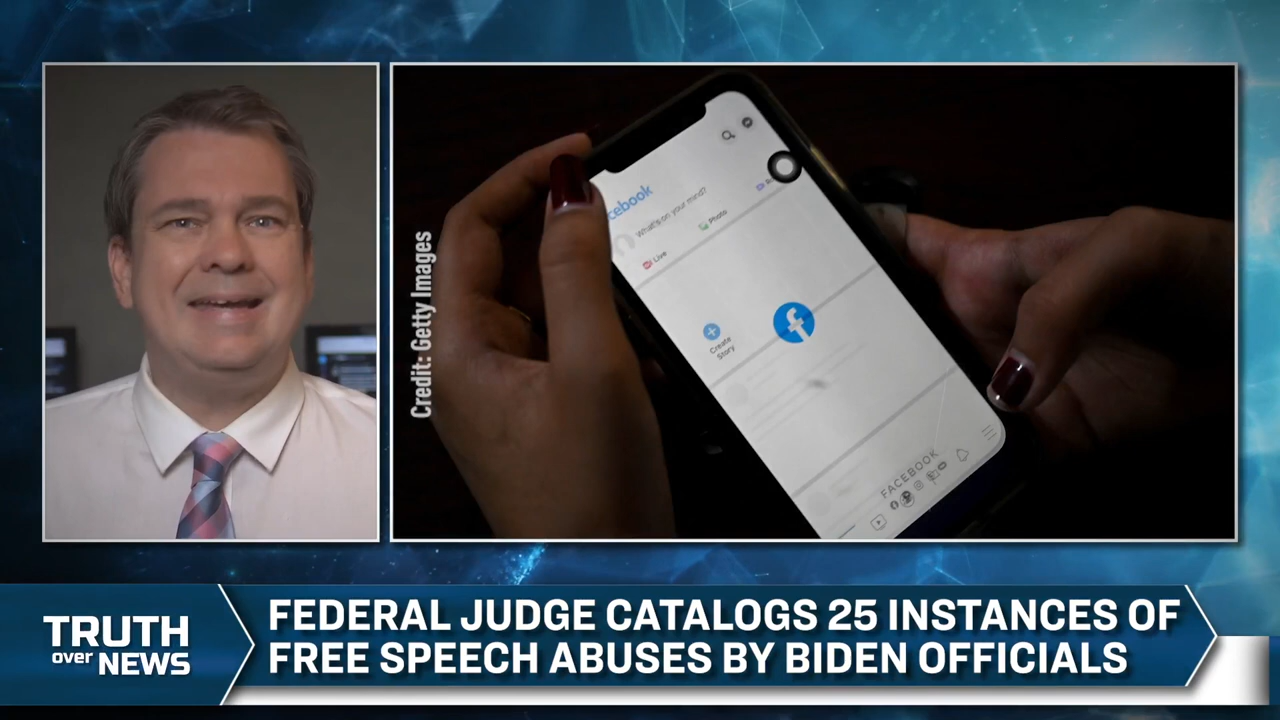 Credit: Getty Images
cebook
What's on your mind?
Live
Photo
Create
Story
FACEBOOK
TRUTH
over NEWS
FEDERAL JUDGE CATALOGS 25 INSTANCES OF
FREE SPEECH ABUSES BY BIDEN OFFICIALS